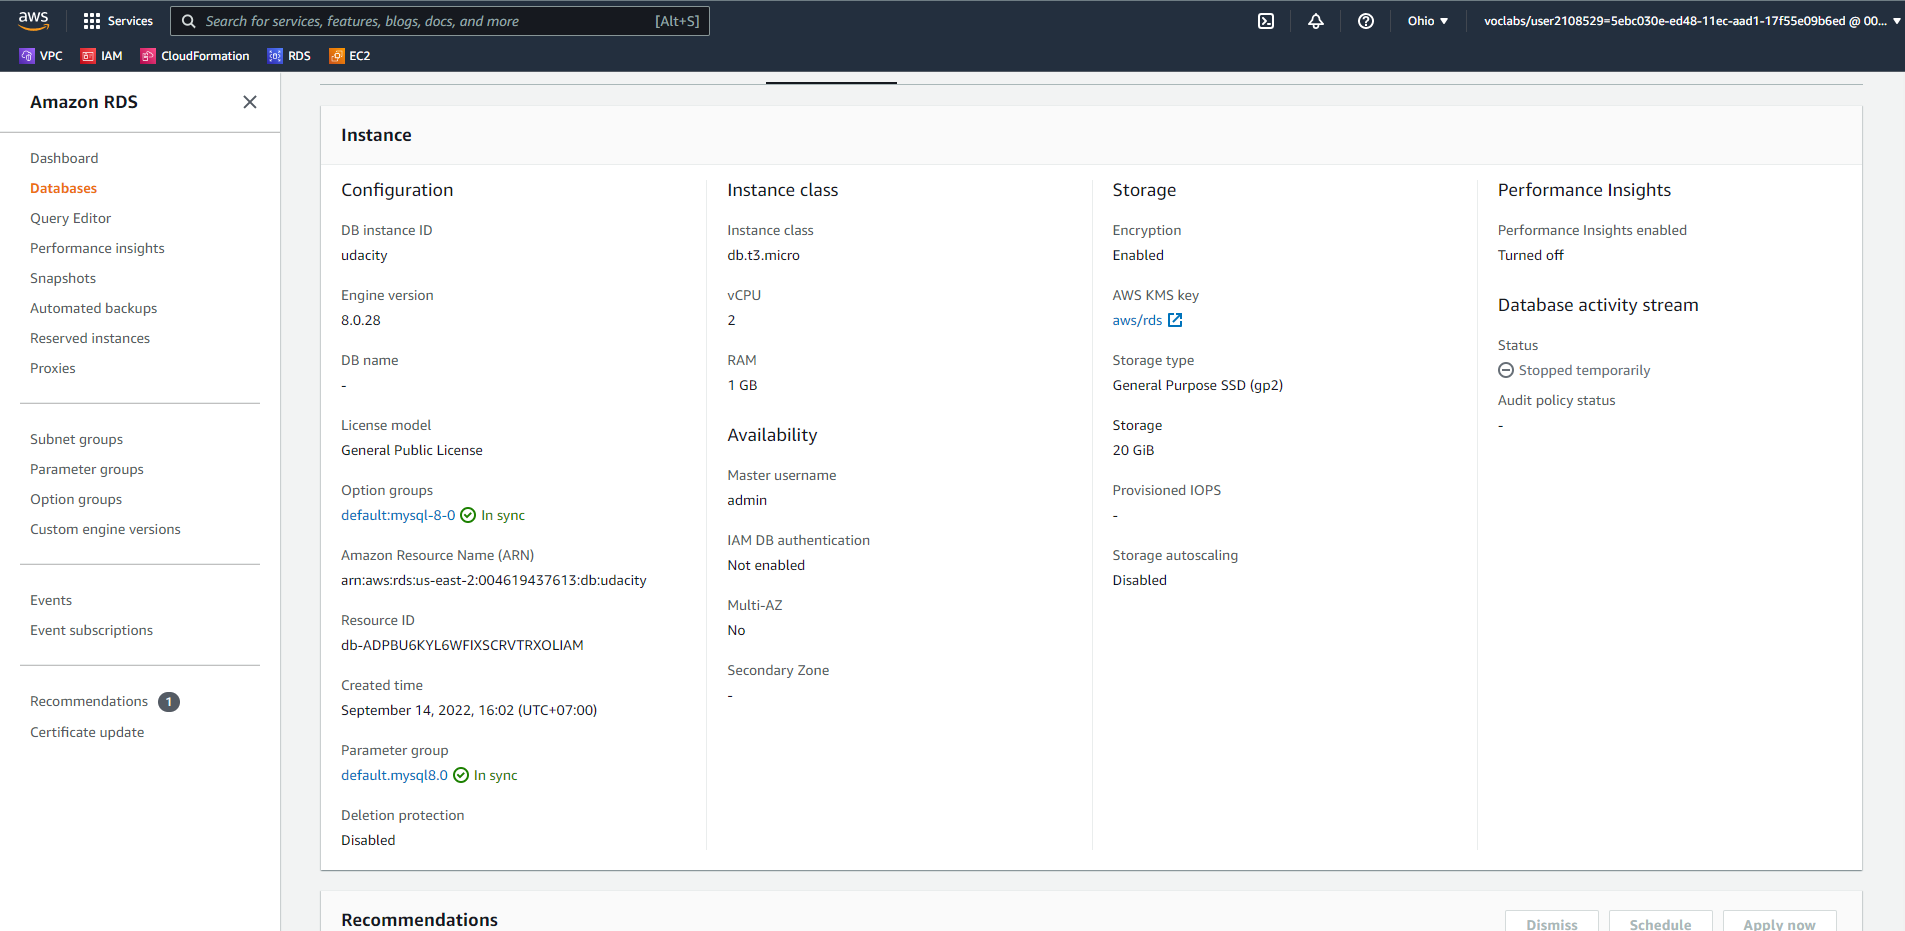 aws
Services
Search for services, features, blogs, docs, and more
[Alt+S]
Ohio ▼
voclabs/user2108529=5ebc030e-ed48-11ec-aad1-17f55e09b6ed @ 00... ▼
VPC
IAM
CloudFormation
RDS
EC2
Amazon RDS
Dashboard
Databases
Query Editor
Performance insights
Snapshots
Automated backups
Reserved instances
Proxies
Subnet groups
Parameter groups
Option groups
Custom engine versions
Events
Event subscriptions
Recommendations 1
Certificate update
Instance
Configuration
DB instance ID
udacity
Engine version
8.0.28
DB name
-
License model
General Public License
Option groups
default:mysql-8-0 In sync
Amazon Resource Name (ARN)
arn:aws:rds:us-east-2:004619437613:db:udacity
Resource ID
db-ADPBU6KYL6WFIXSCRVTRXOLIAM
Created time
September 14, 2022, 16:02 (UTC+07:00)
Parameter group
default.mysql8.0 In sync
Deletion protection
Disabled
Instance class
Instance class
db.t3.micro
vCPU
2
RAM
1 GB
Availability
Master username
admin
IAM DB authentication
Not enabled
Multi-AZ
No
Secondary Zone
-
Storage
Encryption
Enabled
AWS KMS key
aws/rds
Storage type
General Purpose SSD (gp2)
Storage
20 GiB
Provisioned IOPS
-
Storage autoscaling
Disabled
Performance Insights
Performance Insights enabled
Turned off
Database activity stream
Status
Stopped temporarily
Audit policy status
-
Recommendations
Dismiss
Schedule
Apply now